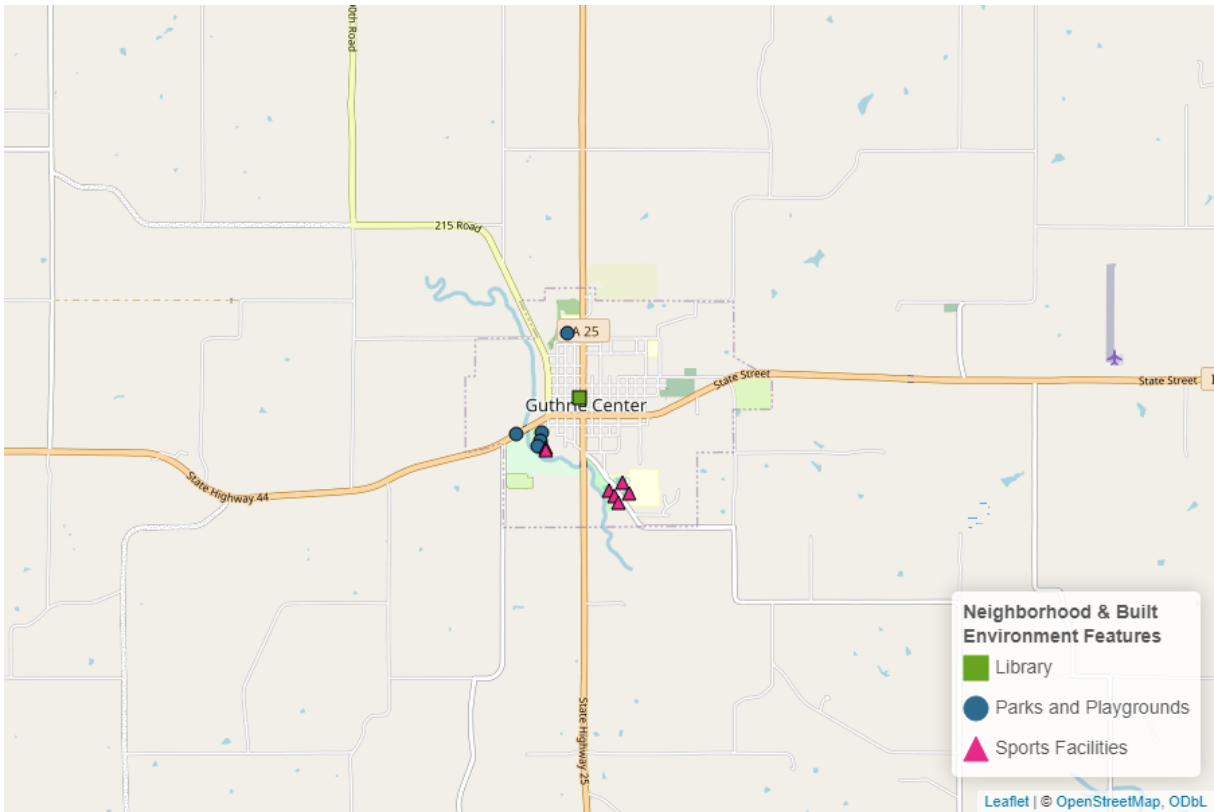 00th Road
215 Road
A 25
State Street
State Street
Guthrie Center
State Highway 44
State Highway 25
Neighborhood & Built
Environment Features
Library
Parks and Playgrounds
Sports Facilities
Leaflet | © OpenStreetMap, ODbL